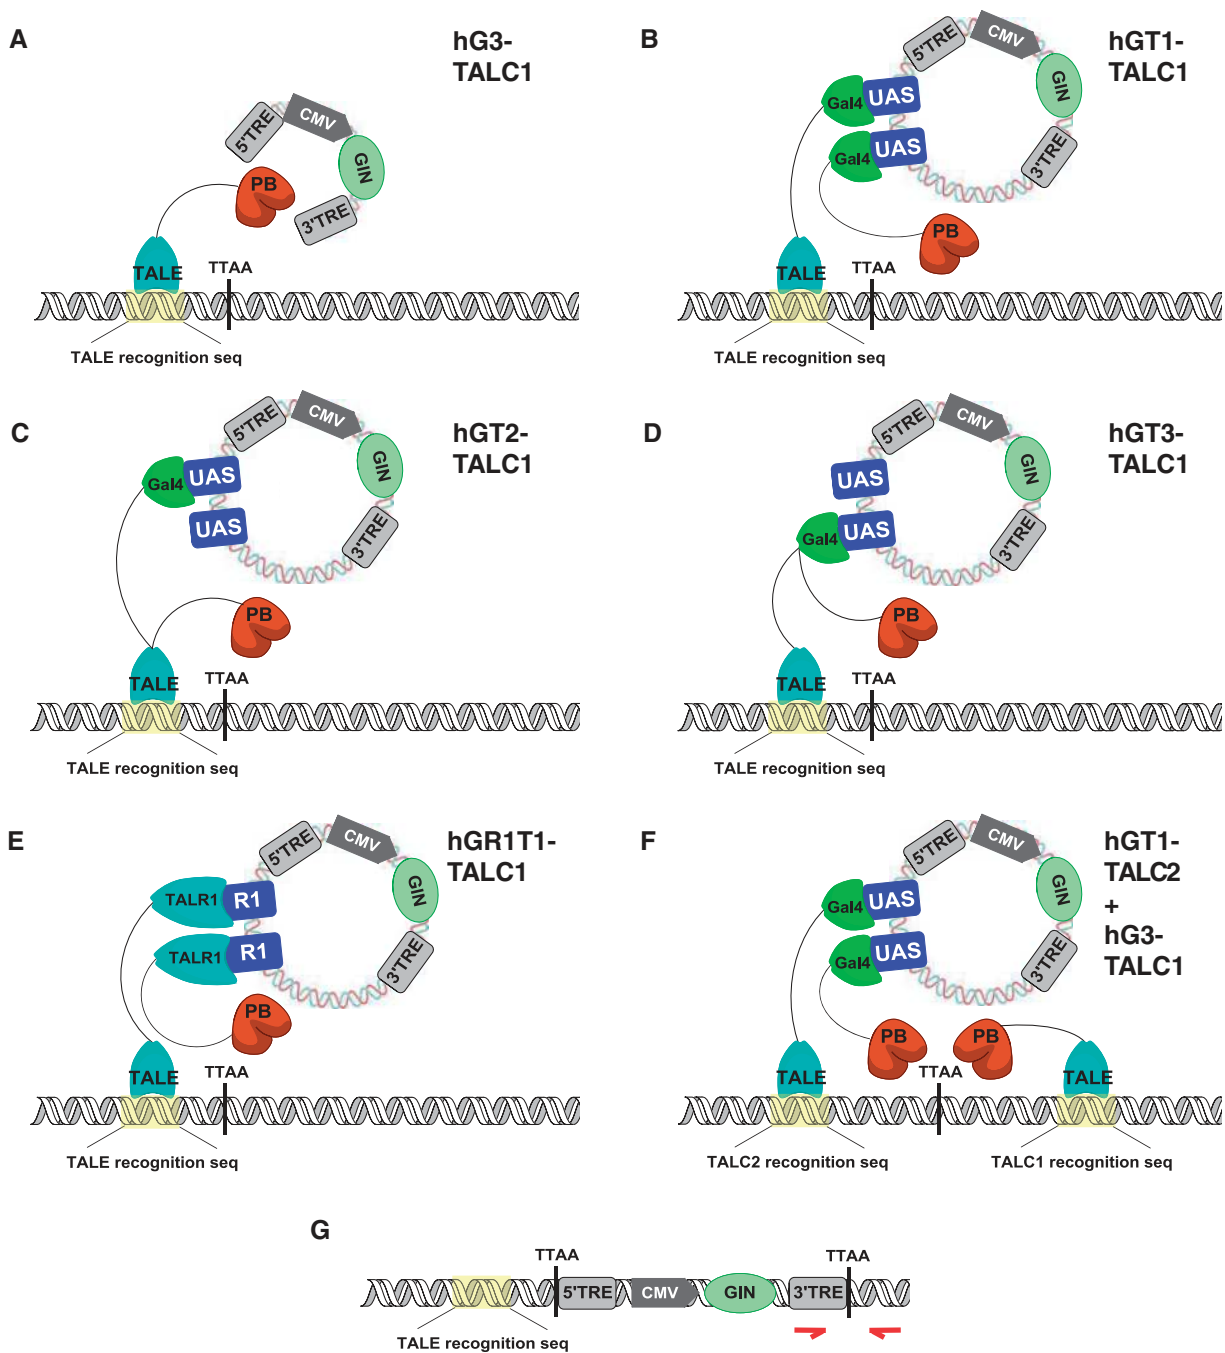 A
hG3-
TALC1
5'TRE
CMV
GIN
3'TRE
PB
TALE
TTAA
TALE recognition seq
B
hGT1-
TALC1
5'TRE
CMV
GIN
3'TRE
Gal4
UAS
Gal4
UAS
PB
TALE
TTAA
TALE recognition seq
C
hGT2-
TALC1
5'TRE
CMV
GIN
3'TRE
Gal4
UAS
UAS
PB
TALE
TTAA
TALE recognition seq
D
hGT3-
TALC1
5'TRE
CMV
GIN
3'TRE
UAS
Gal4
UAS
PB
TALE
TTAA
TALE recognition seq
E
hGR1T1-
TALC1
5'TRE
CMV
GIN
3'TRE
TALR1
R1
TALR1
R1
PB
TALE
TTAA
TALE recognition seq
F
hGT1-
TALC2
+
hG3-
TALC1
5'TRE
CMV
GIN
3'TRE
Gal4
UAS
Gal4
UAS
PB
PB
TALE
TTAA
TALE
TALC2 recognition seq
TALC1 recognition seq
G
TTAA
TTAA
5'TRE
CMV
GIN
3'TRE
TALE recognition seq